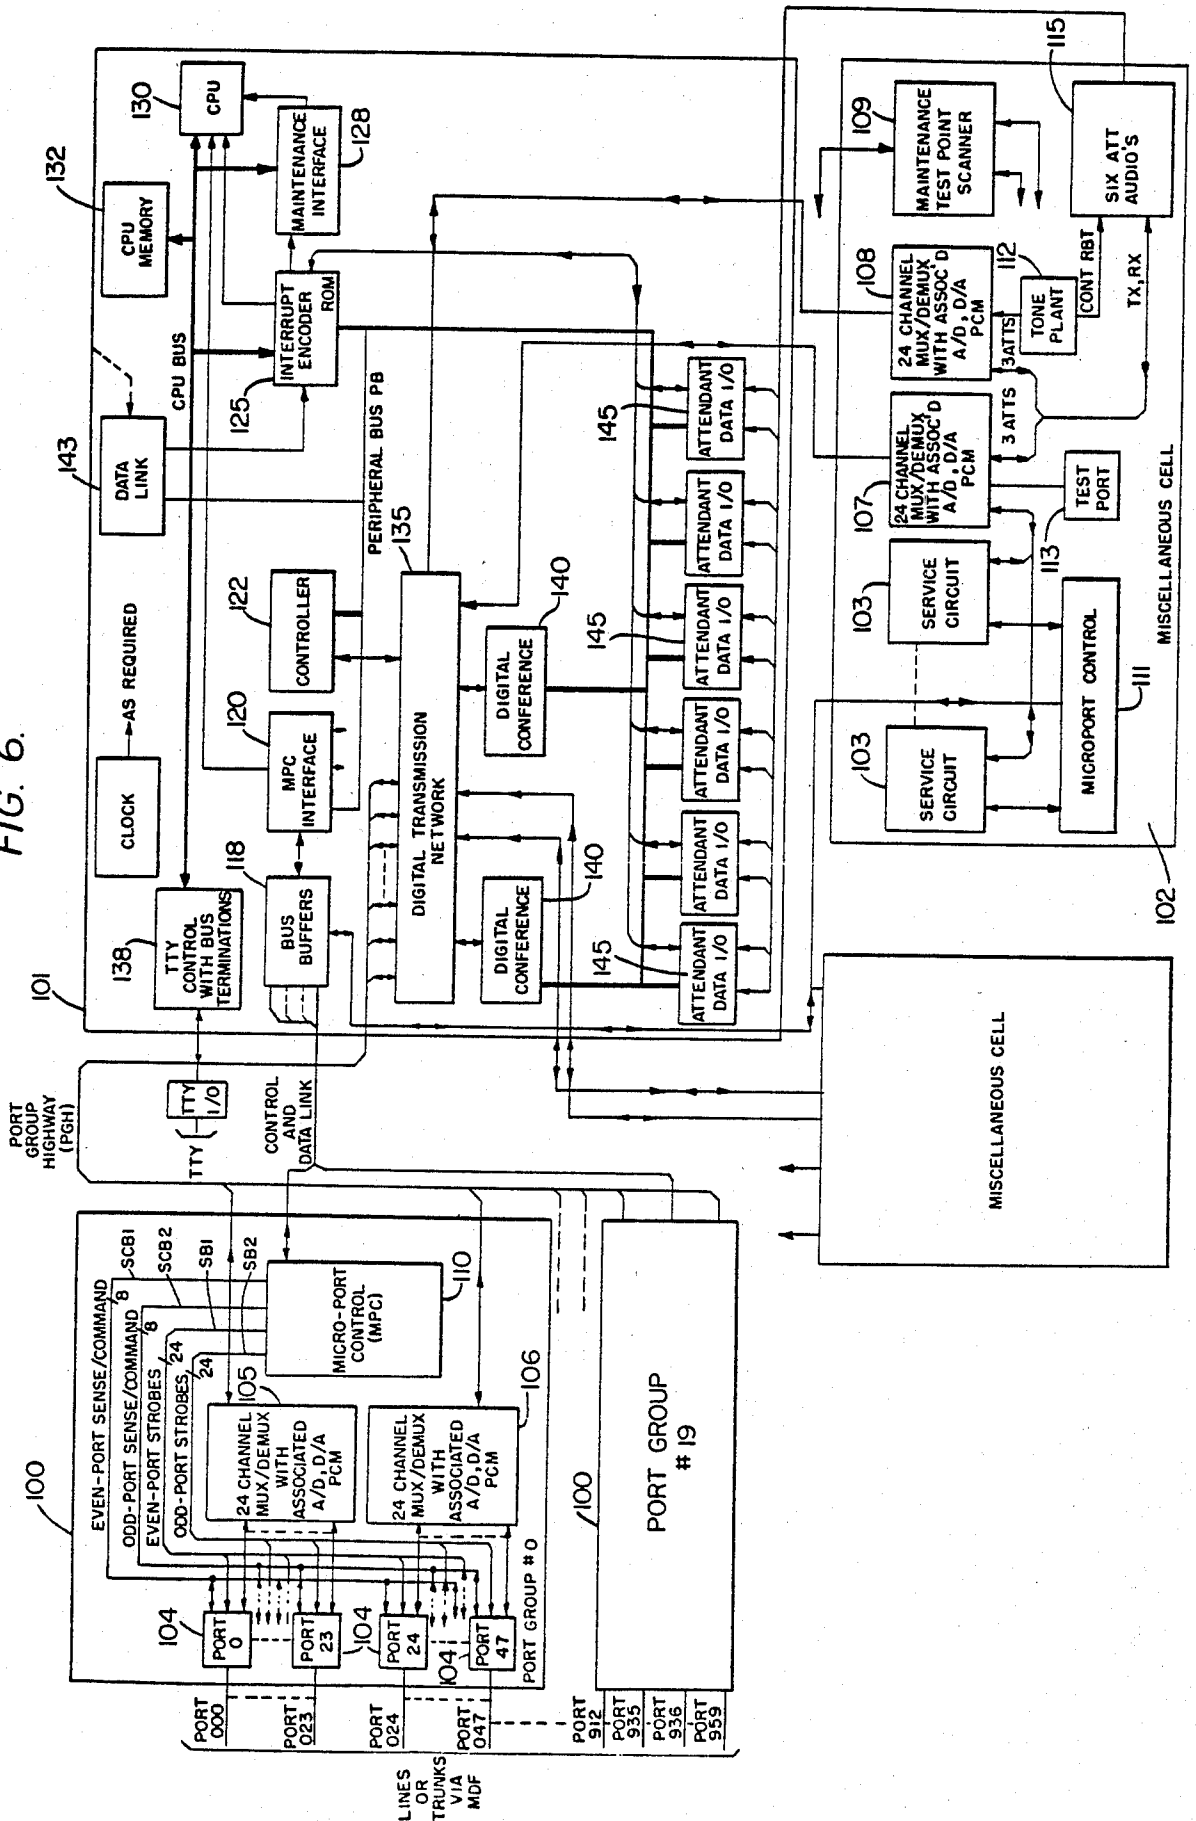 FIG. 6.
101
138
TTY
CONTROL
WITH BUS
TERMINATIONS
CLOCK
AS REQUIRED
143
DATA
LINK
CPU BUS
132
CPU
MEMORY
130
CPU
118
BUS
BUFFERS
120
MPC
INTERFACE
122
CONTROLLER
125
INTERRUPT
ENCODER
ROM
MAINTENANCE
INTERFACE
128
PERIPHERAL BUS PB
135
DIGITAL TRANSMISSION
NETWORK
DIGITAL
CONFERENCE
140
DIGITAL
CONFERENCE
140
145
ATTENDANT
DATA I/O
ATTENDANT
DATA I/O
ATTENDANT
DATA I/O
145
ATTENDANT
DATA I/O
ATTENDANT
DATA I/O
145
ATTENDANT
DATA I/O
PORT
GROUP
HIGHWAY
(PGH)
TTY
TTY
I/O
CONTROL
AND
DATA LINK
100
EVEN-PORT SENSE/COMMAND
8
SCB1
ODD-PORT SENSE/COMMAND
8
SCB2
EVEN-PORT STROBES
24
SB1
ODD-PORT STROBES
24
SB2
MICRO-PORT
CONTROL
(MPC)
110
105
24 CHANNEL
MUX/DEMUX
WITH
ASSOCIATED
A/D, D/A
PCM
106
24 CHANNEL
MUX/DEMUX
WITH
ASSOCIATED
A/D, D/A
PCM
104
PORT
0
PORT
23
104
PORT
24
104
PORT
47
PORT GROUP #0
PORT
000
PORT
023
PORT
024
PORT
047
PORT
912
PORT
935
PORT
936
PORT
959
LINES
OR
TRUNKS
VIA
MDF
100
PORT GROUP
#19
MISCELLANEOUS CELL
102
103
SERVICE
CIRCUIT
103
SERVICE
CIRCUIT
MICROPORT CONTROL
111
107
24 CHANNEL
MUX/DEMUX
WITH ASSOC'D
A/D, D/A
PCM
113
TEST
PORT
3 ATTS
108
24 CHANNEL
MUX/DEMUX
WITH ASSOC'D
A/D, D/A
PCM
3ATTS
112
TONE
PLANT
CONT RBT
TX,RX
109
MAINTENANCE
TEST POINT
SCANNER
115
SIX ATT
AUDIO'S
MISCELLANEOUS CELL